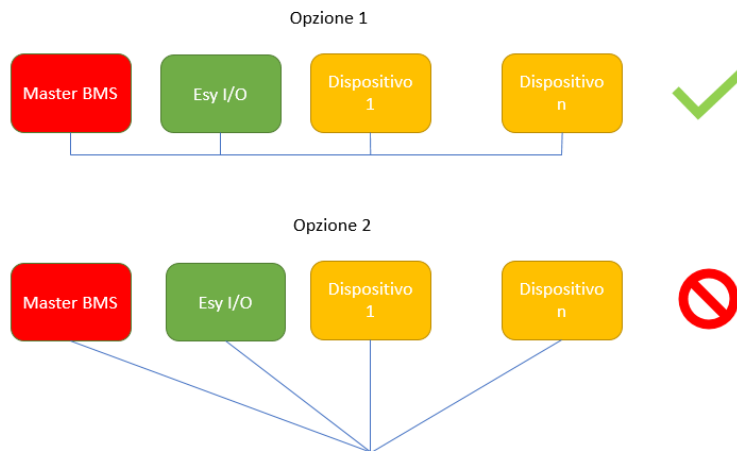 Opzione 1
Master BMS
Esy I/O
Dispositivo
1
Dispositivo
n
Opzione 2
Master BMS
Esy I/O
Dispositivo
1
Dispositivo
n